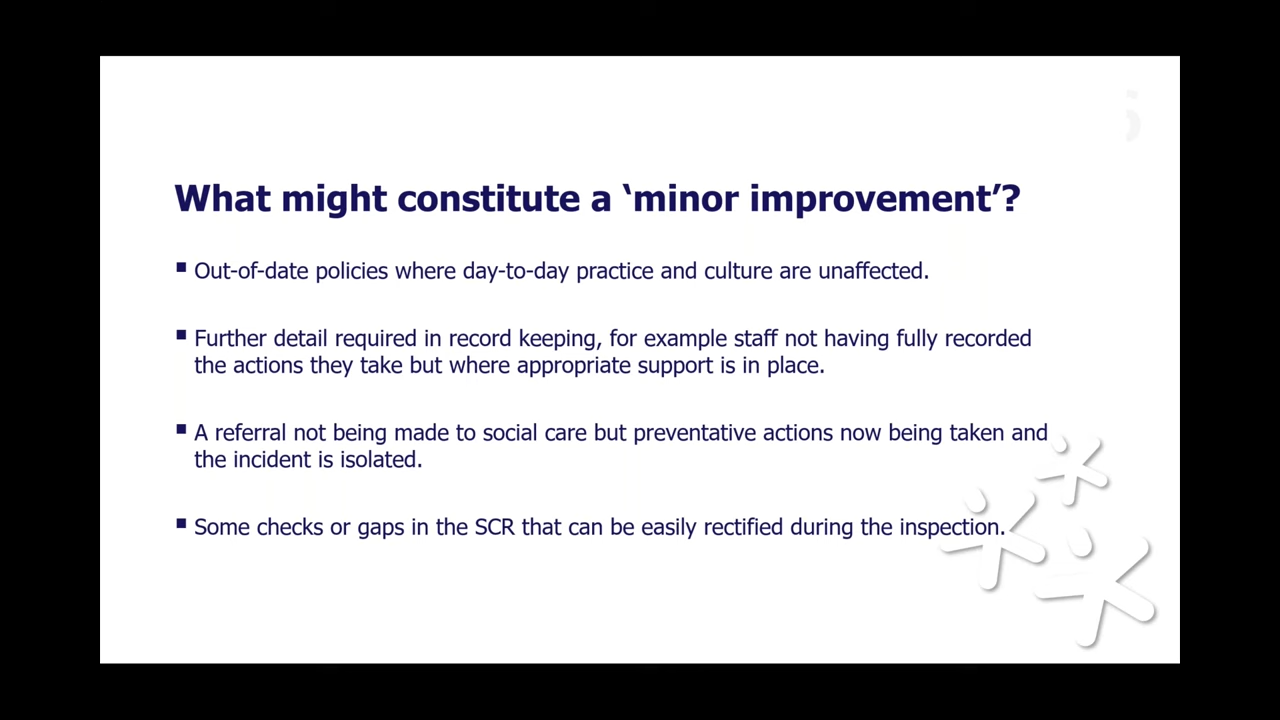 What might constitute a ‘minor improvement’?
▪ Out-of-date policies where day-to-day practice and culture are unaffected.
▪ Further detail required in record keeping, for example staff not having fully recorded
the actions they take but where appropriate support is in place.
▪ A referral not being made to social care but preventative actions now being taken and
the incident is isolated.
▪ Some checks or gaps in the SCR that can be easily rectified during the inspection.